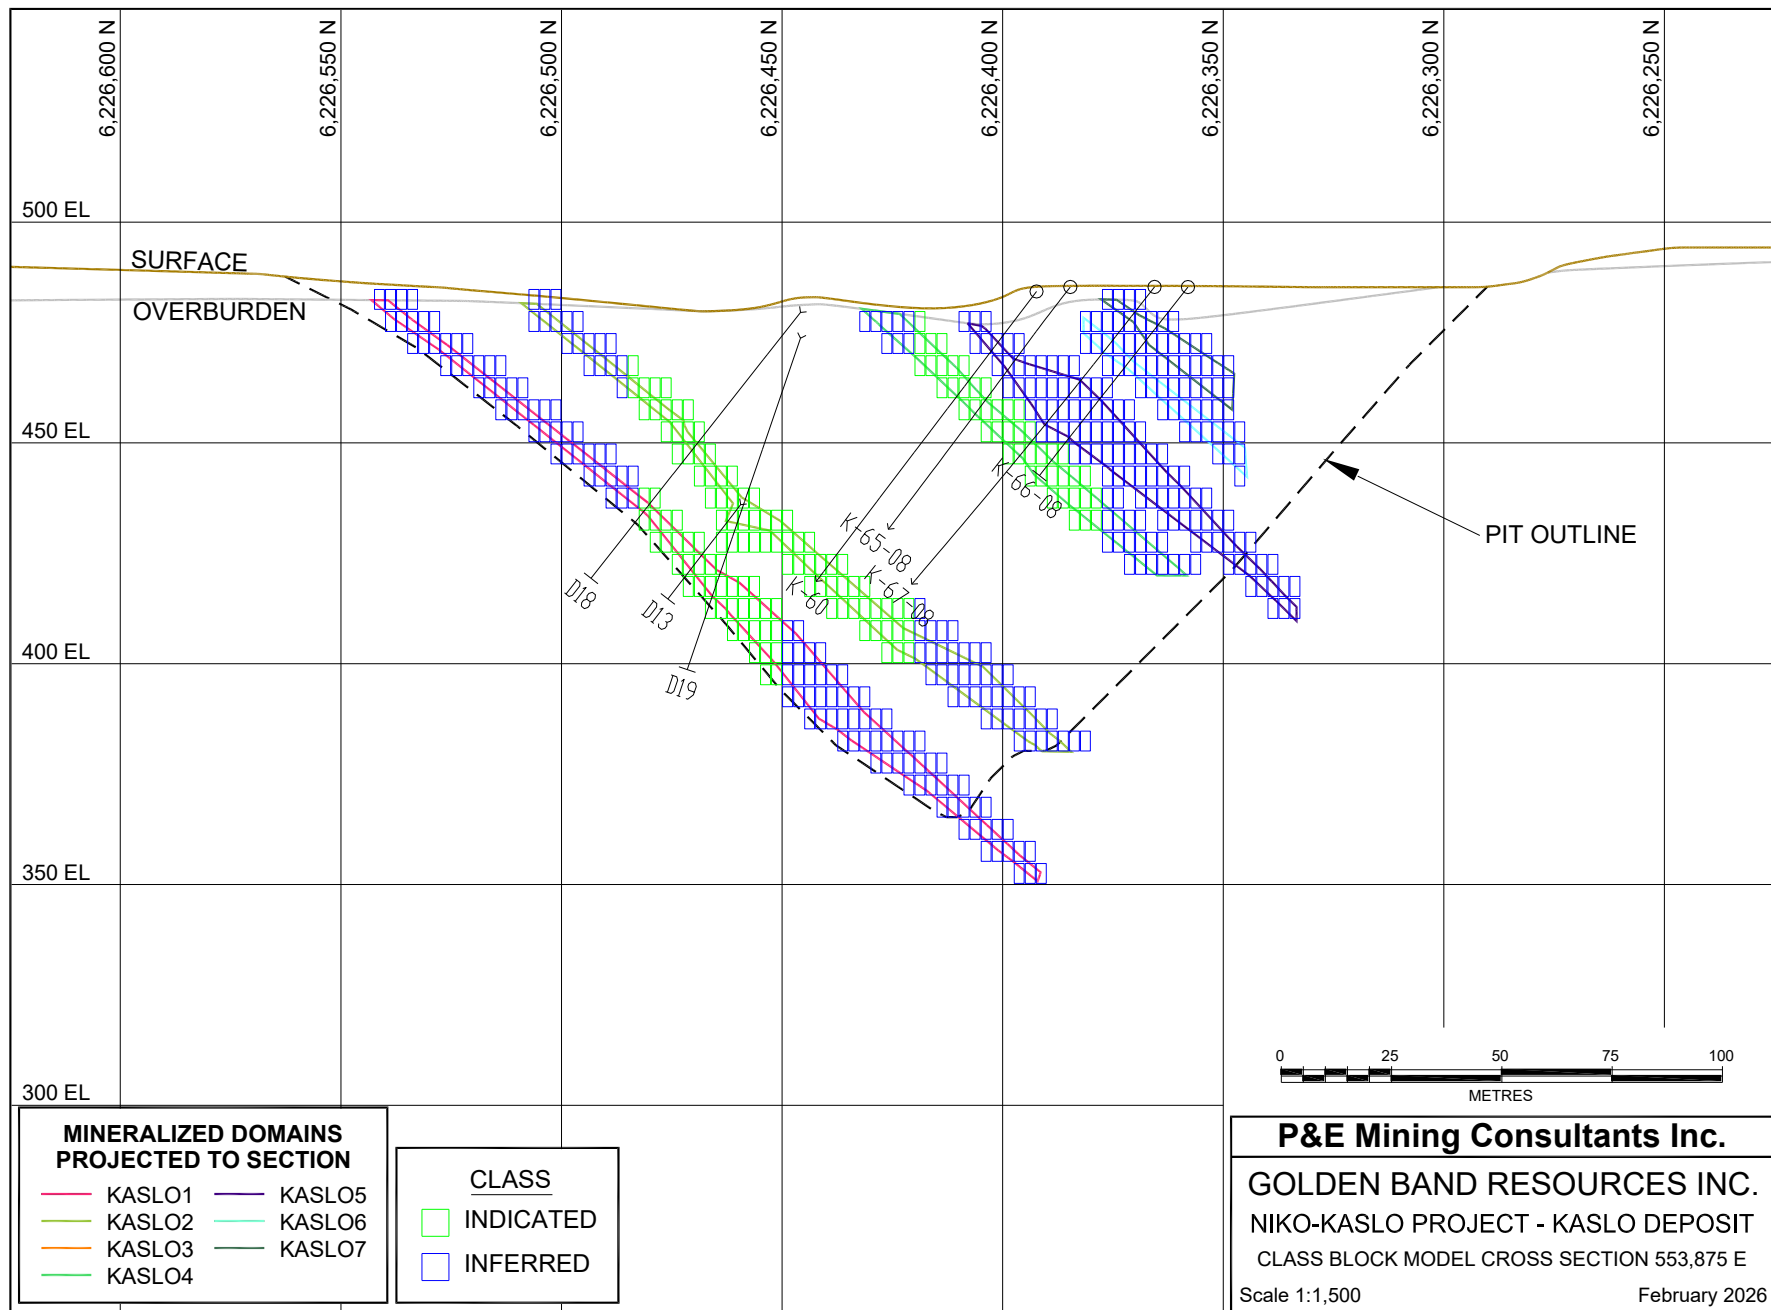 6,226,600 N
6,226,550 N
6,226,500 N
6,226,450 N
6,226,400 N
6,226,350 N
6,226,300 N
6,226,250 N
500 EL
SURFACE
OVERBURDEN
450 EL
K-66-08
K-65-08
PIT OUTLINE
K-67-08
K-60
D18
D13
D19
400 EL
350 EL
300 EL
0 25 50 75 100
METRES
MINERALIZED DOMAINS
PROJECTED TO SECTION
KASLO1 KASLO5
KASLO2 KASLO6
KASLO3 KASLO7
KASLO4
CLASS
INDICATED
INFERRED
P&E Mining Consultants Inc.
GOLDEN BAND RESOURCES INC.
NIKO-KASLO PROJECT - KASLO DEPOSIT
CLASS BLOCK MODEL CROSS SECTION 553,875 E
Scale 1:1,500 February 2026